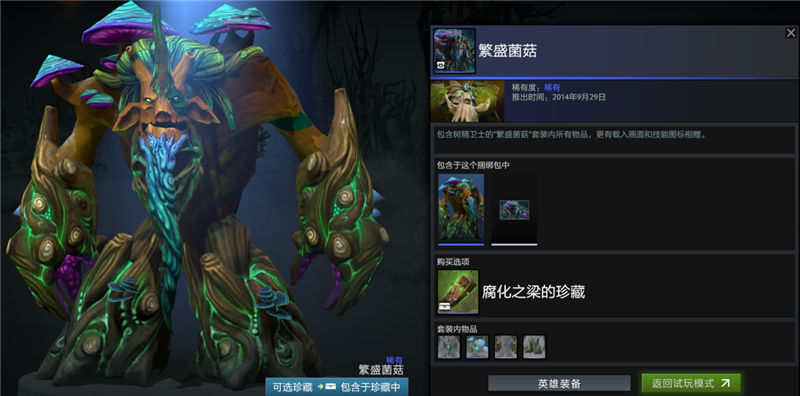 繁盛菌菇
稀有度：稀有
推出时间：2014年9月29日
包含树精卫士的"繁盛菌菇"套装内所有物品，更有载入画面和技能图标相赠。
包含于这个捆绑包中
购买选项
腐化之梁的珍藏
套装内物品
稀有
繁盛菌菇
可选珍藏 包含于珍藏中
英雄装备
返回试玩模式